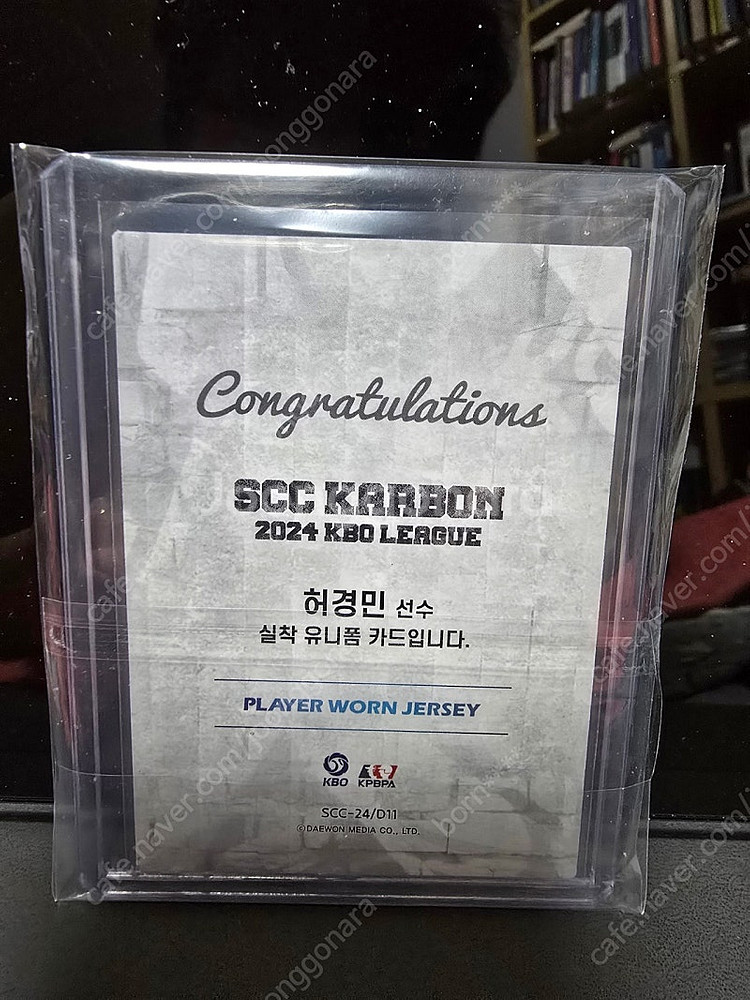 Congratulations
SCC KARBON
2024 KBO LEAGUE
허경민 선수
실착 유니폼 카드입니다.
PLAYER WORN JERSEY
KBO KPBPA
SCC-24/D11
©DAEWON MEDIA CO., LTD.